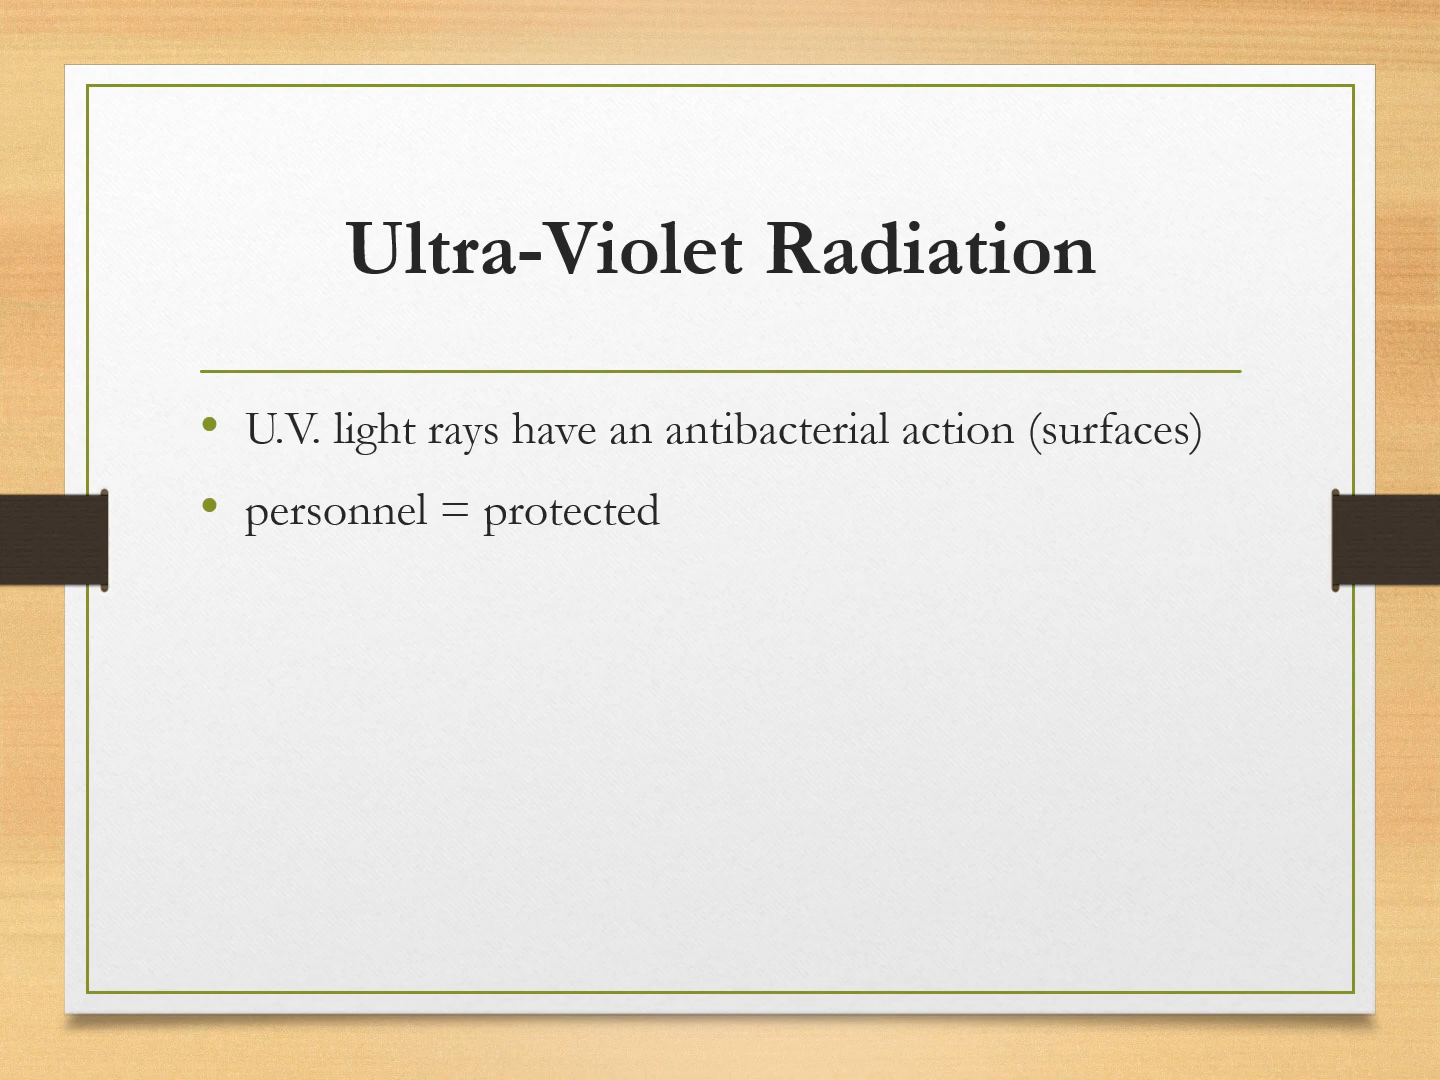 Ultra-Violet Radiation
• U.V. light rays have an antibacterial action (surfaces)
• personnel = protected